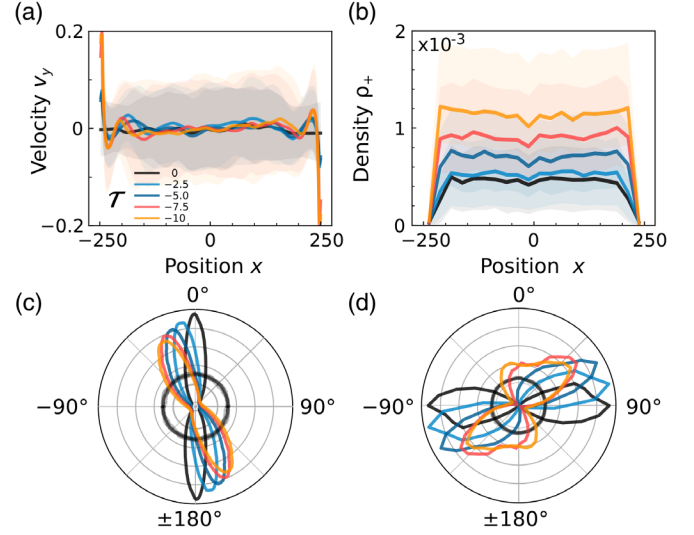 (a)
0.2
Velocity v_y
0
−0.2
𝒯
0
−2.5
−5.0
−7.5
−10
−250 0 250
Position x
(b)
2
x10^-3
Density ρ₊
1
0
−250 0 250
Position x
(c)
0°
−90°
90°
±180°
(d)
0°
−90°
90°
±180°